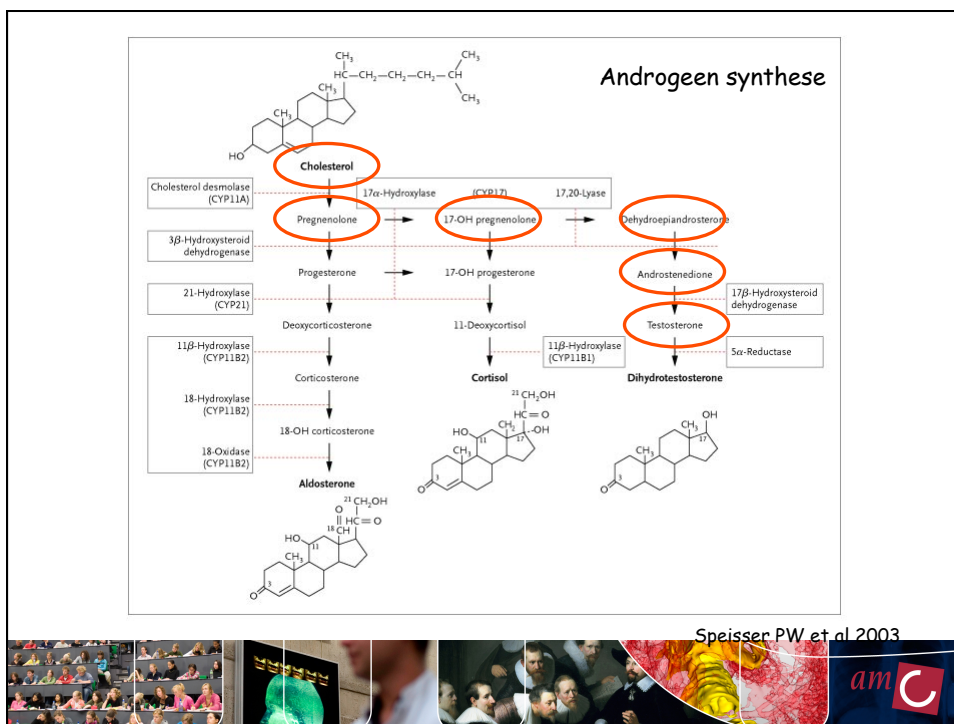 Androgeen synthese
CH₃
HC—CH₂—CH₂—CH₂—CH
CH₃
CH₃
CH₃
CH₃
HO
Cholesterol
Cholesterol desmolase
(CYP11A)
17α-Hydroxylase (CYP17) 17,20-Lyase
Pregnenolone 17-OH pregnenolone Dehydroepiandrosterone
3β-Hydroxysteroid
dehydrogenase
Progesterone 17-OH progesterone Androstenedione
21-Hydroxylase
(CYP21)
17β-Hydroxysteroid
dehydrogenase
Deoxycorticosterone 11-Deoxycortisol Testosterone
11β-Hydroxylase
(CYP11B2)
11β-Hydroxylase
(CYP11B1)
5α-Reductase
Corticosterone Cortisol Dihydrotestosterone
18-Hydroxylase
(CYP11B2)
18-OH corticosterone
18-Oxidase
(CYP11B2)
Aldosterone
21 CH₂OH
HC=O
CH₂
HO
11
17
OH
CH₃
3
O
OH
CH₃
17
CH₃
3
O
21 CH₂OH
O
HC=O
18 CH
HO
11
CH₃
3
O
Speisser PW et al 2003
amC